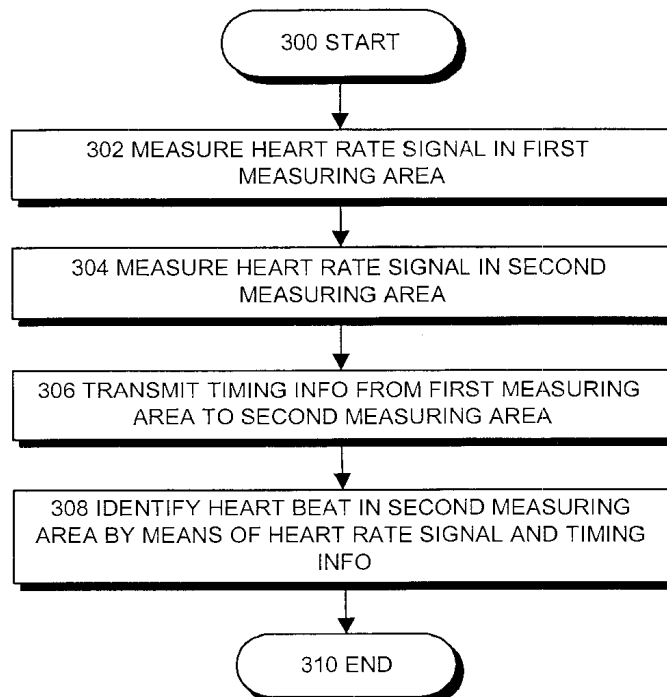 300 START
302 MEASURE HEART RATE SIGNAL IN FIRST
MEASURING AREA
304 MEASURE HEART RATE SIGNAL IN SECOND
MEASURING AREA
306 TRANSMIT TIMING INFO FROM FIRST MEASURING
AREA TO SECOND MEASURING AREA
308 IDENTIFY HEART BEAT IN SECOND MEASURING
AREA BY MEANS OF HEART RATE SIGNAL AND TIMING
INFO
310 END